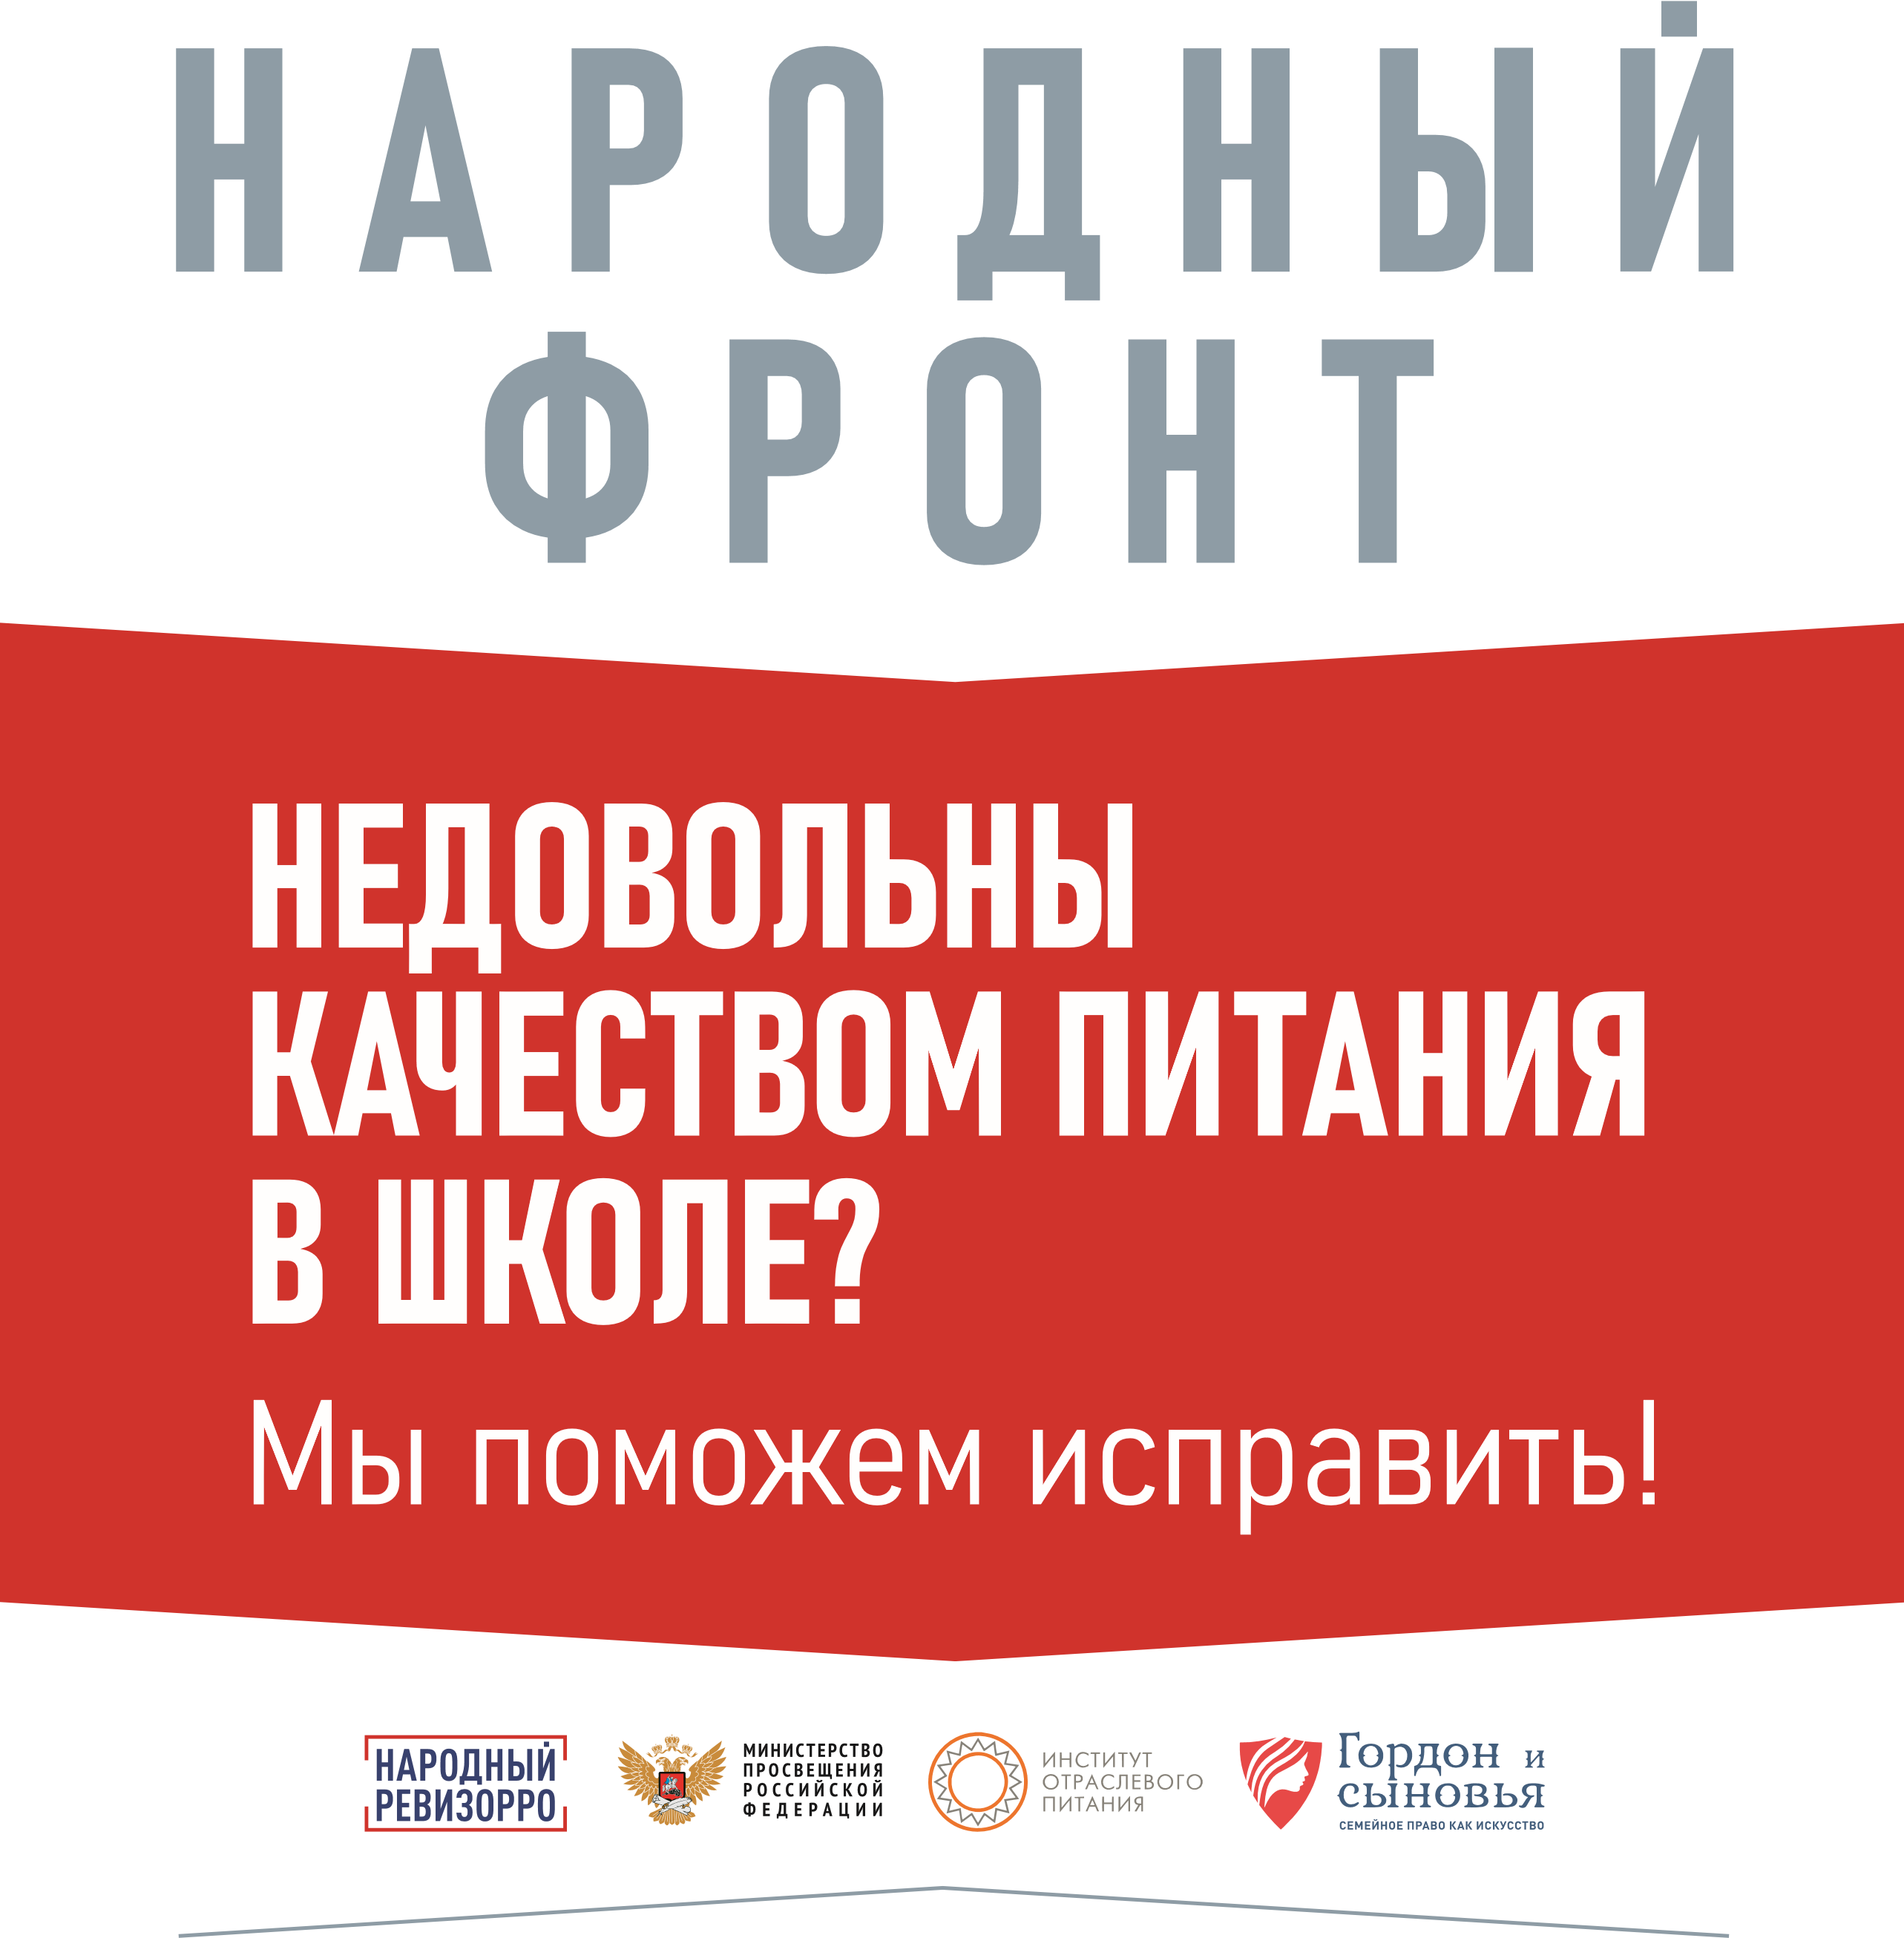 НАРОДНЫЙ
ФРОНТ
НЕДОВОЛЬНЫ
КАЧЕСТВОМ ПИТАНИЯ
В ШКОЛЕ?
Мы поможем исправить!
НАРОДНЫЙ
РЕВИЗОРРО
МИНИСТЕРСТВО
ПРОСВЕЩЕНИЯ
РОССИЙСКОЙ
ФЕДЕРАЦИИ
ИНСТИТУТ
ОТРАСЛЕВОГО
ПИТАНИЯ
Гордон и
сыновья
СЕМЕЙНОЕ ПРАВО КАК ИСКУССТВО